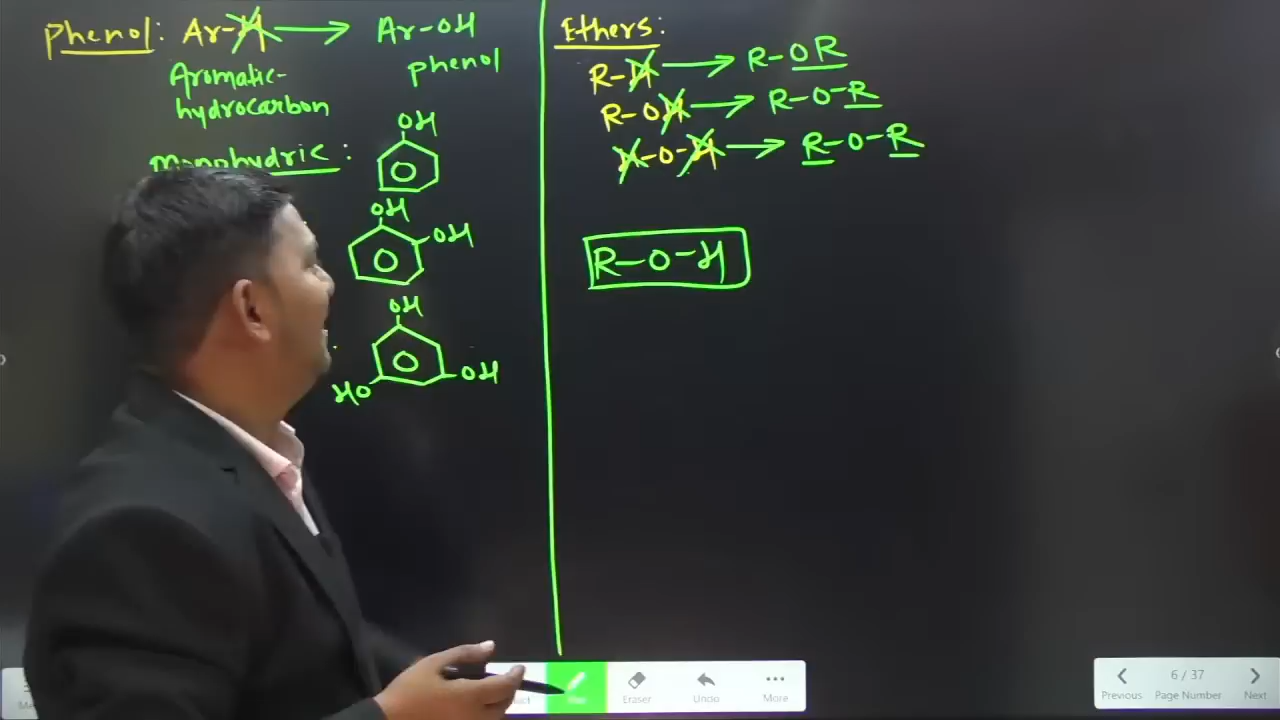 Phenol: Ar-H → Ar-OH
Aromatic- phenol
hydrocarbon
Monohydric:
OH
OH
OH
OH
HO
OH
Ethers:
R-H → R-OR
R-OH → R-O-R
H-O-H → R-O-R
R-O-H
Eraser
Undo
More
6 / 37
Previous
Page Number
Next